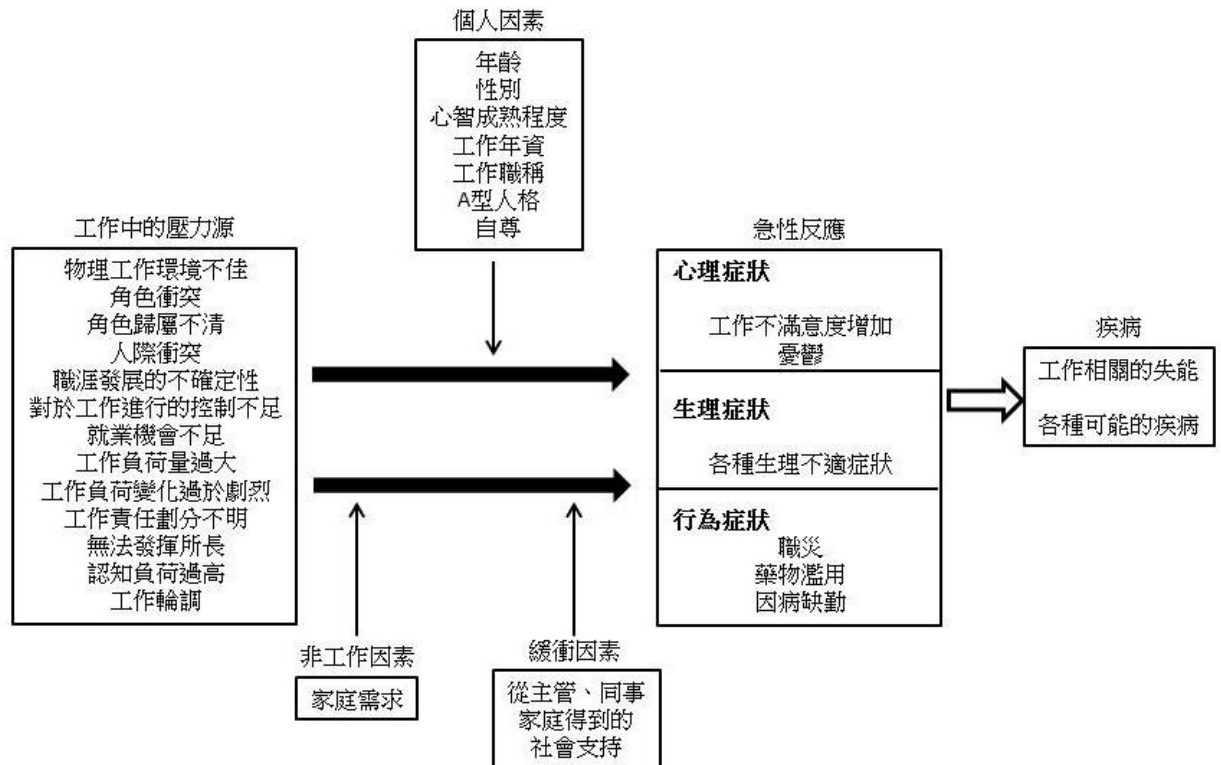 個人因素
年齡
性別
心智成熟程度
工作年資
工作職稱
A型人格
自尊
工作中的壓力源
物理工作環境不佳
角色衝突
角色歸屬不清
人際衝突
職涯發展的不確定性
對於工作進行的控制不足
就業機會不足
工作負荷量過大
工作負荷變化過於劇烈
工作責任劃分不明
無法發揮所長
認知負荷過高
工作輪調
急性反應
心理症狀
工作不滿意度增加
憂鬱
生理症狀
各種生理不適症狀
行為症狀
職災
藥物濫用
因病缺勤
疾病
工作相關的失能
各種可能的疾病
非工作因素
家庭需求
緩衝因素
從主管、同事
家庭得到的
社會支持